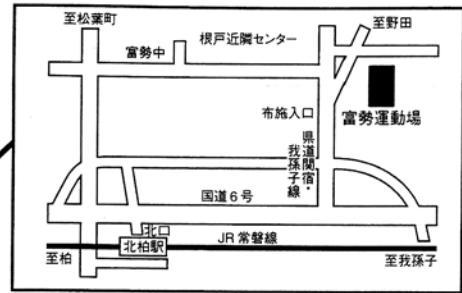 至松葉町
至野田
根戸近隣センター
富勢中
布施入口
富勢運動場
県道関宿・
我孫子線
国道6号
北口
北柏駅
JR常磐線
至柏
至我孫子